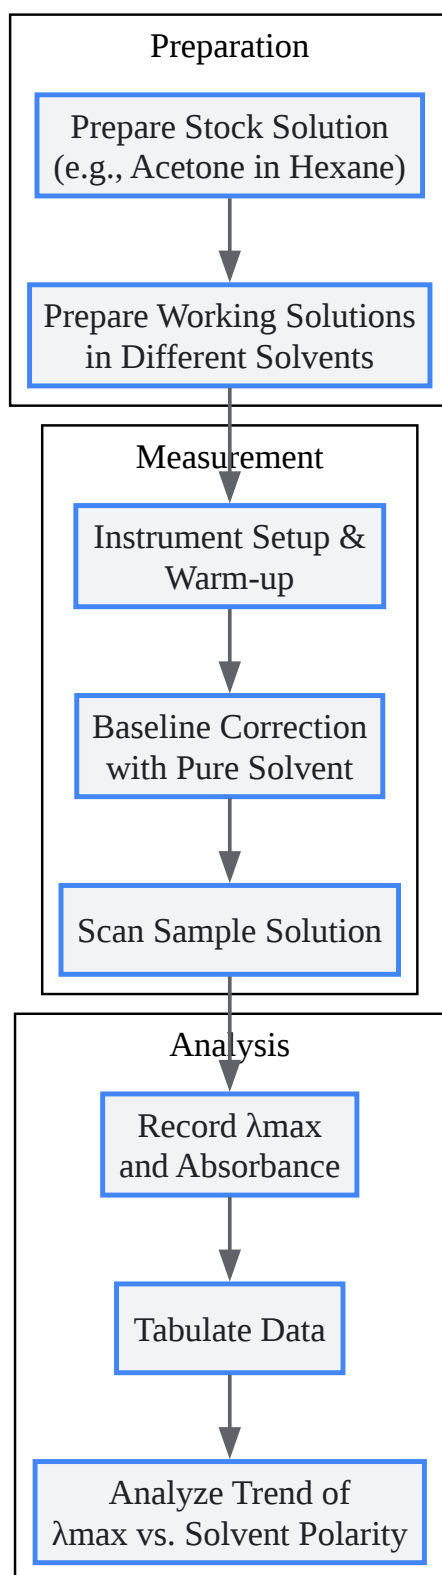 Preparation
Prepare Stock Solution
(e.g., Acetone in Hexane)
Prepare Working Solutions
in Different Solvents
Measurement
Instrument Setup &
Warm-up
Baseline Correction
with Pure Solvent
Scan Sample Solution
Analysis
Record λmax
and Absorbance
Tabulate Data
Analyze Trend of
λmax vs. Solvent Polarity